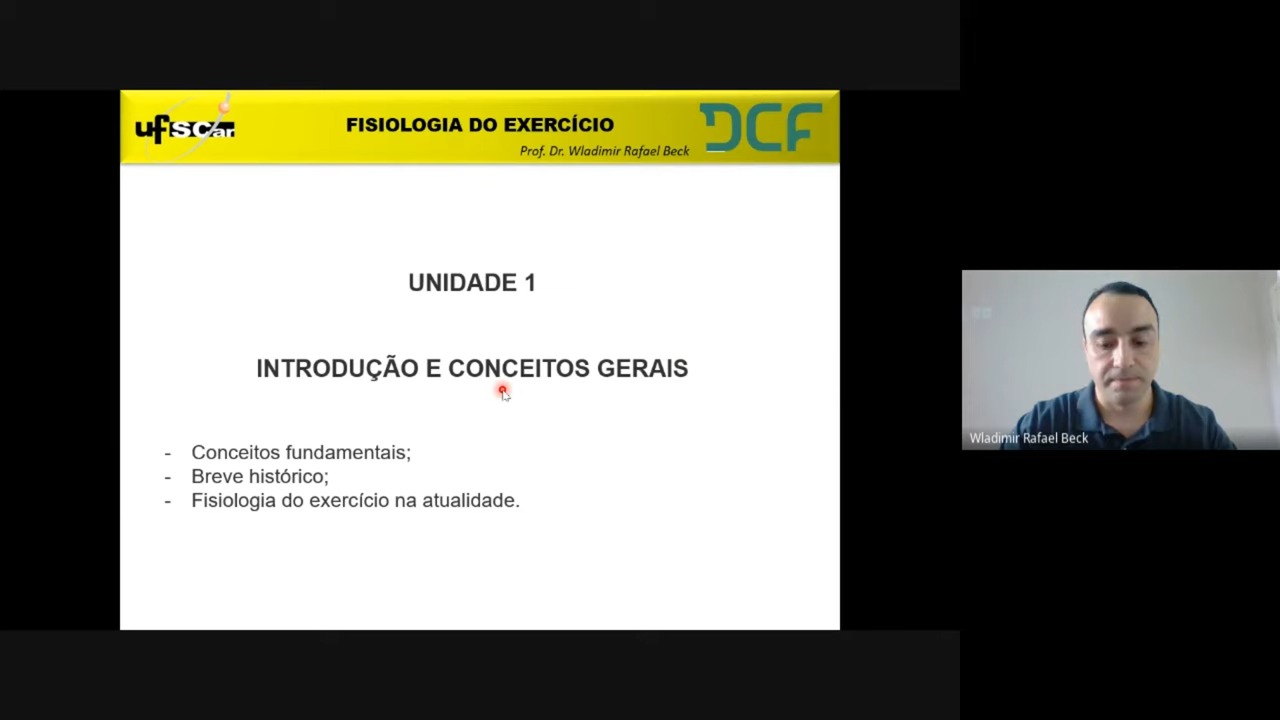 ufscar
FISIOLOGIA DO EXERCÍCIO
Prof. Dr. Wladimir Rafael Beck
DCF
UNIDADE 1
INTRODUÇÃO E CONCEITOS GERAIS
- Conceitos fundamentais;
- Breve histórico;
- Fisiologia do exercício na atualidade.
Wladimir Rafael Beck